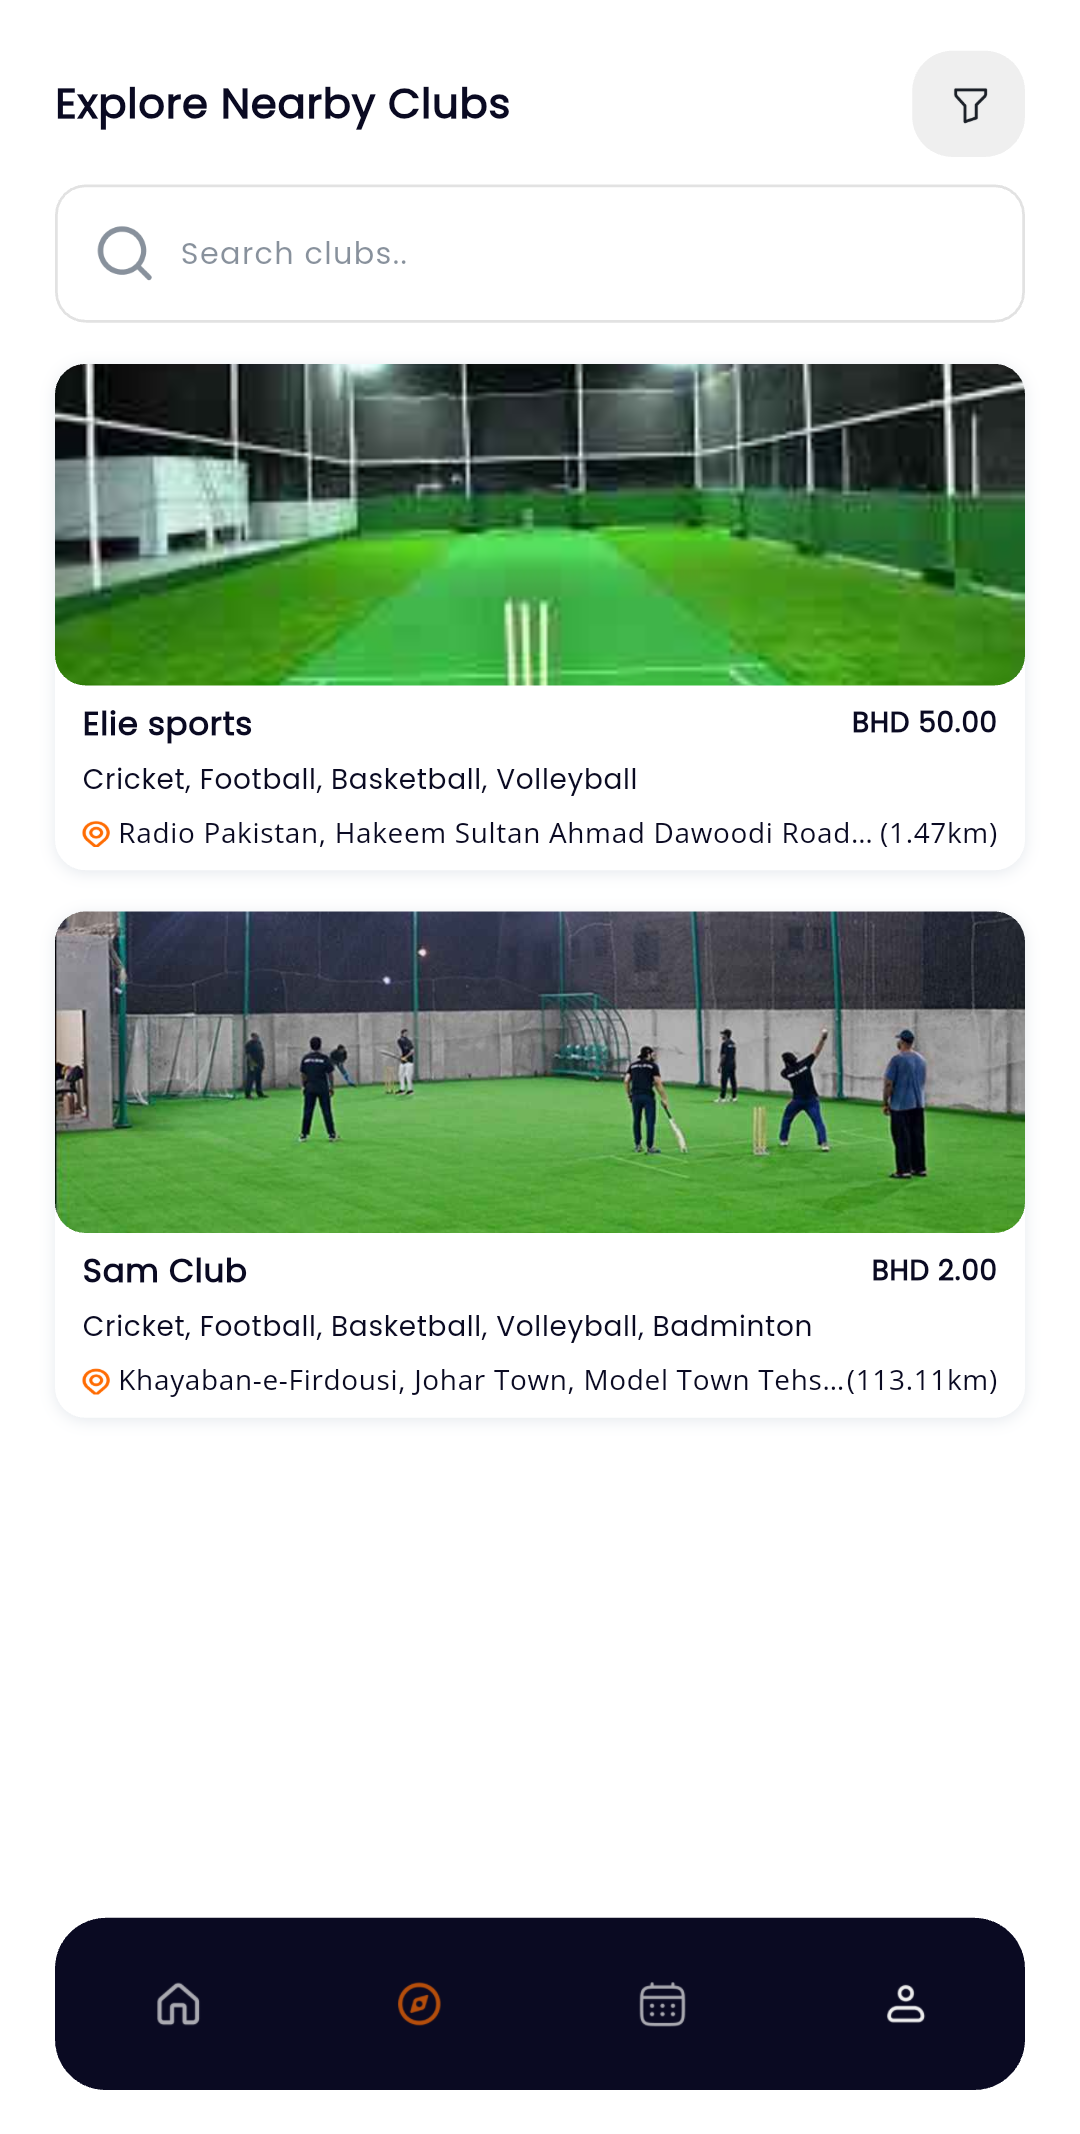 Explore Nearby Clubs
Search clubs..
Elie sports
BHD 50.00
Cricket, Football, Basketball, Volleyball
Radio Pakistan, Hakeem Sultan Ahmad Dawoodi Road... (1.47km)
Sam Club
BHD 2.00
Cricket, Football, Basketball, Volleyball, Badminton
Khayaban-e-Firdousi, Johar Town, Model Town Tehs...(113.11km)